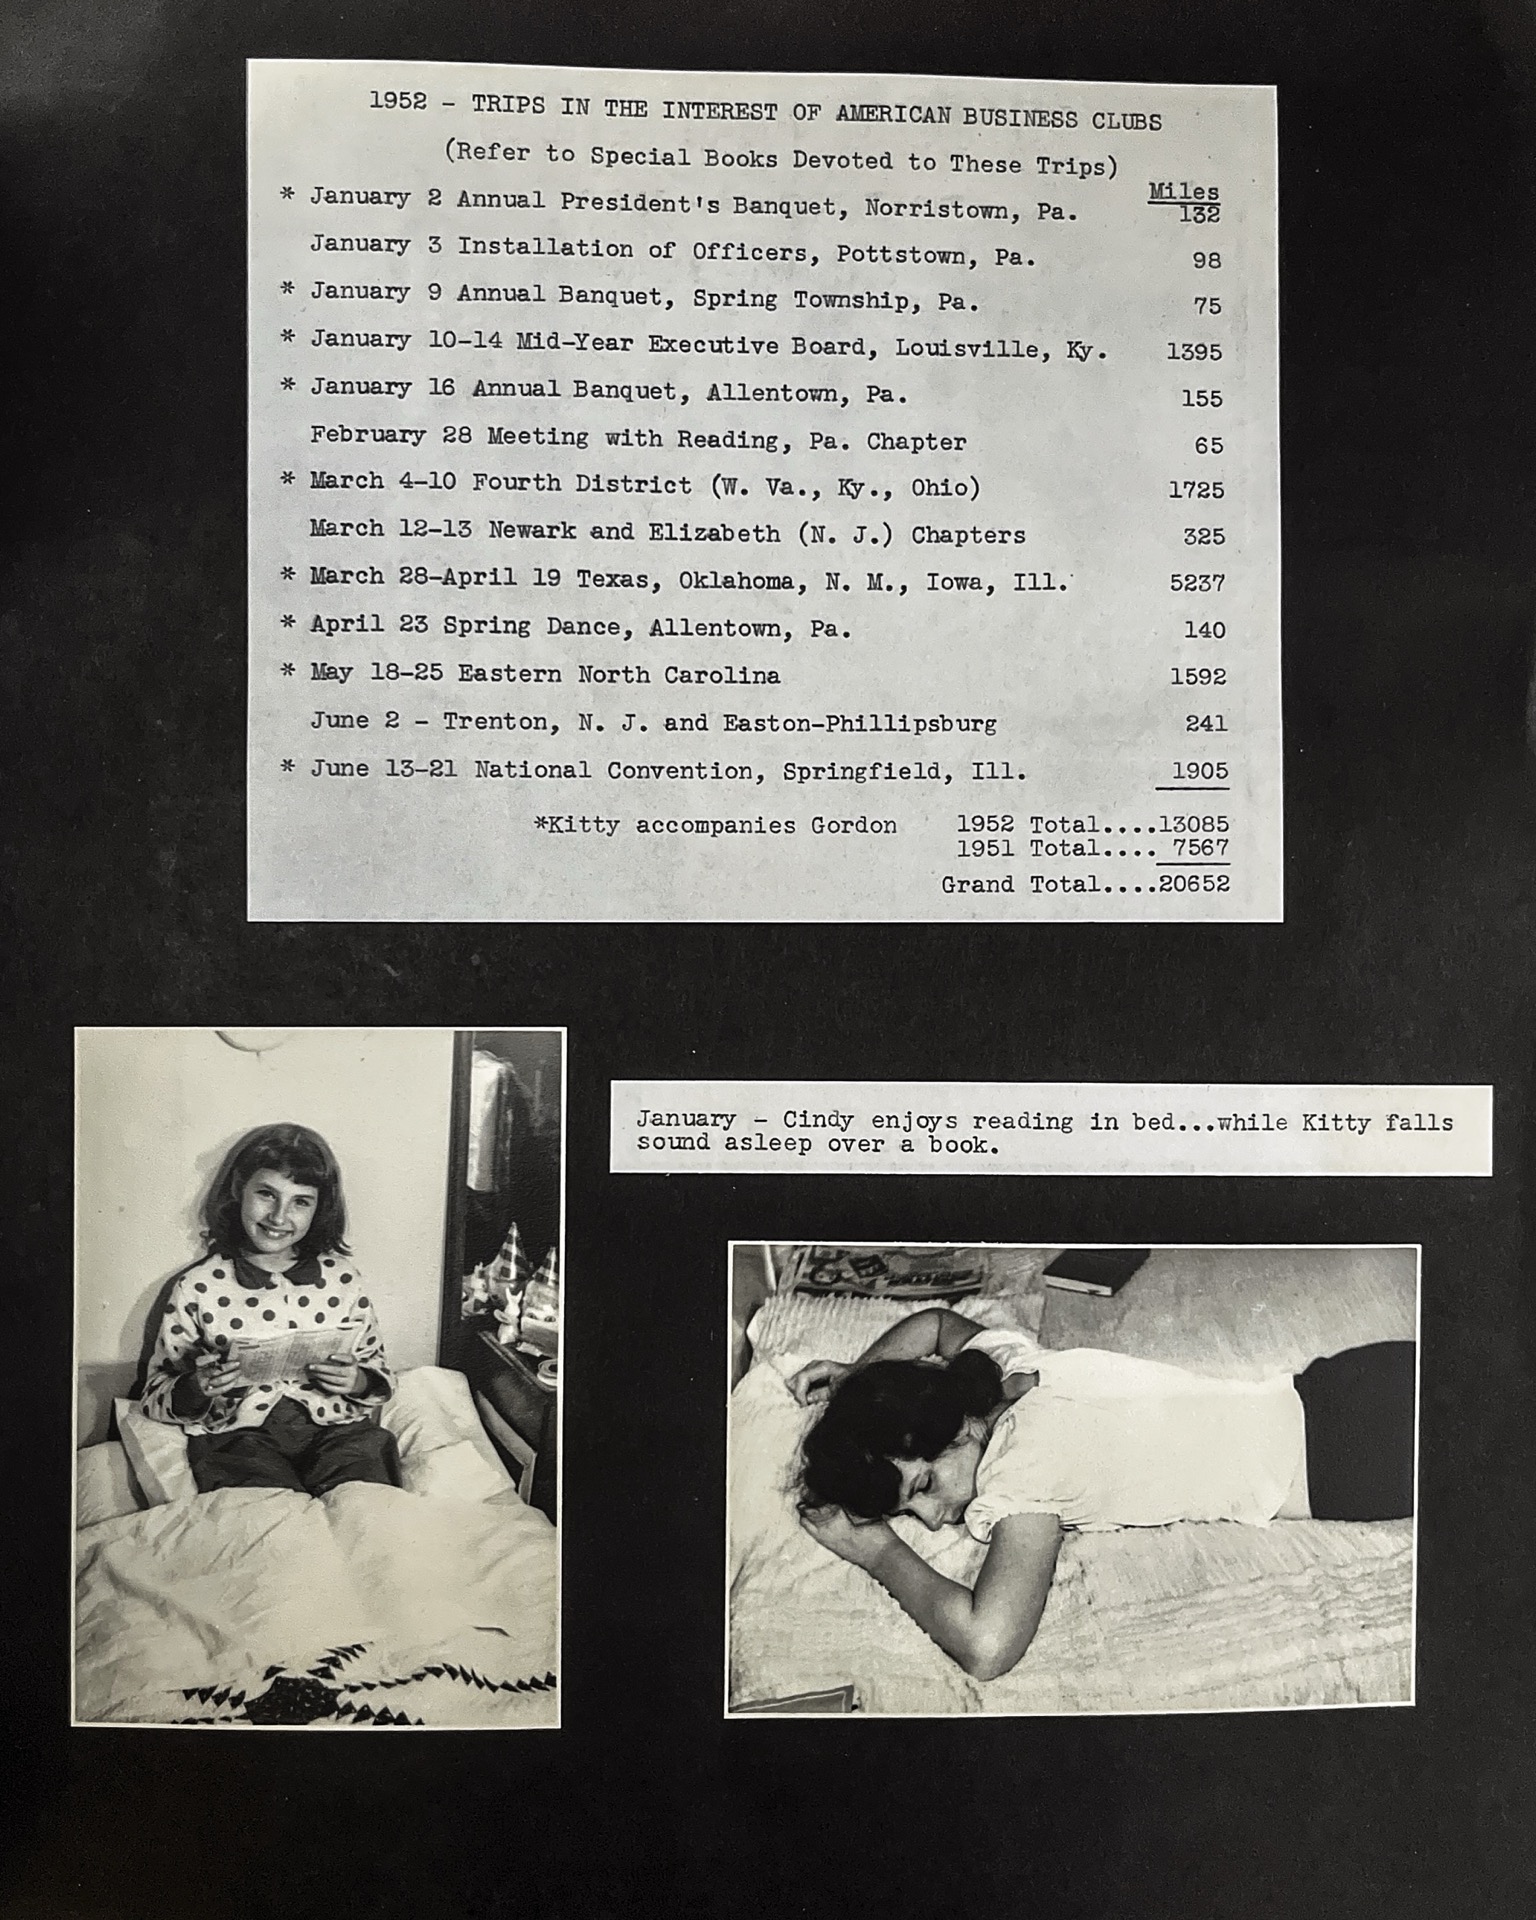 1952 - TRIPS IN THE INTEREST OF AMERICAN BUSINESS CLUBS
(Refer to Special Books Devoted to These Trips)
Miles
* January 2 Annual President's Banquet, Norristown, Pa. 132
January 3 Installation of Officers, Pottstown, Pa. 98
* January 9 Annual Banquet, Spring Township, Pa. 75
* January 10-14 Mid-Year Executive Board, Louisville, Ky. 1395
* January 16 Annual Banquet, Allentown, Pa. 155
February 28 Meeting with Reading, Pa. Chapter 65
* March 4-10 Fourth District (W. Va., Ky., Ohio) 1725
March 12-13 Newark and Elizabeth (N. J.) Chapters 325
* March 28-April 19 Texas, Oklahoma, N. M., Iowa, Ill. 5237
* April 23 Spring Dance, Allentown, Pa. 140
* May 18-25 Eastern North Carolina 1592
June 2 - Trenton, N. J. and Easton-Phillipsburg 241
* June 13-21 National Convention, Springfield, Ill. 1905
*Kitty accompanies Gordon 1952 Total....13085
1951 Total.... 7567
Grand Total....20652
January - Cindy enjoys reading in bed...while Kitty falls
sound asleep over a book.